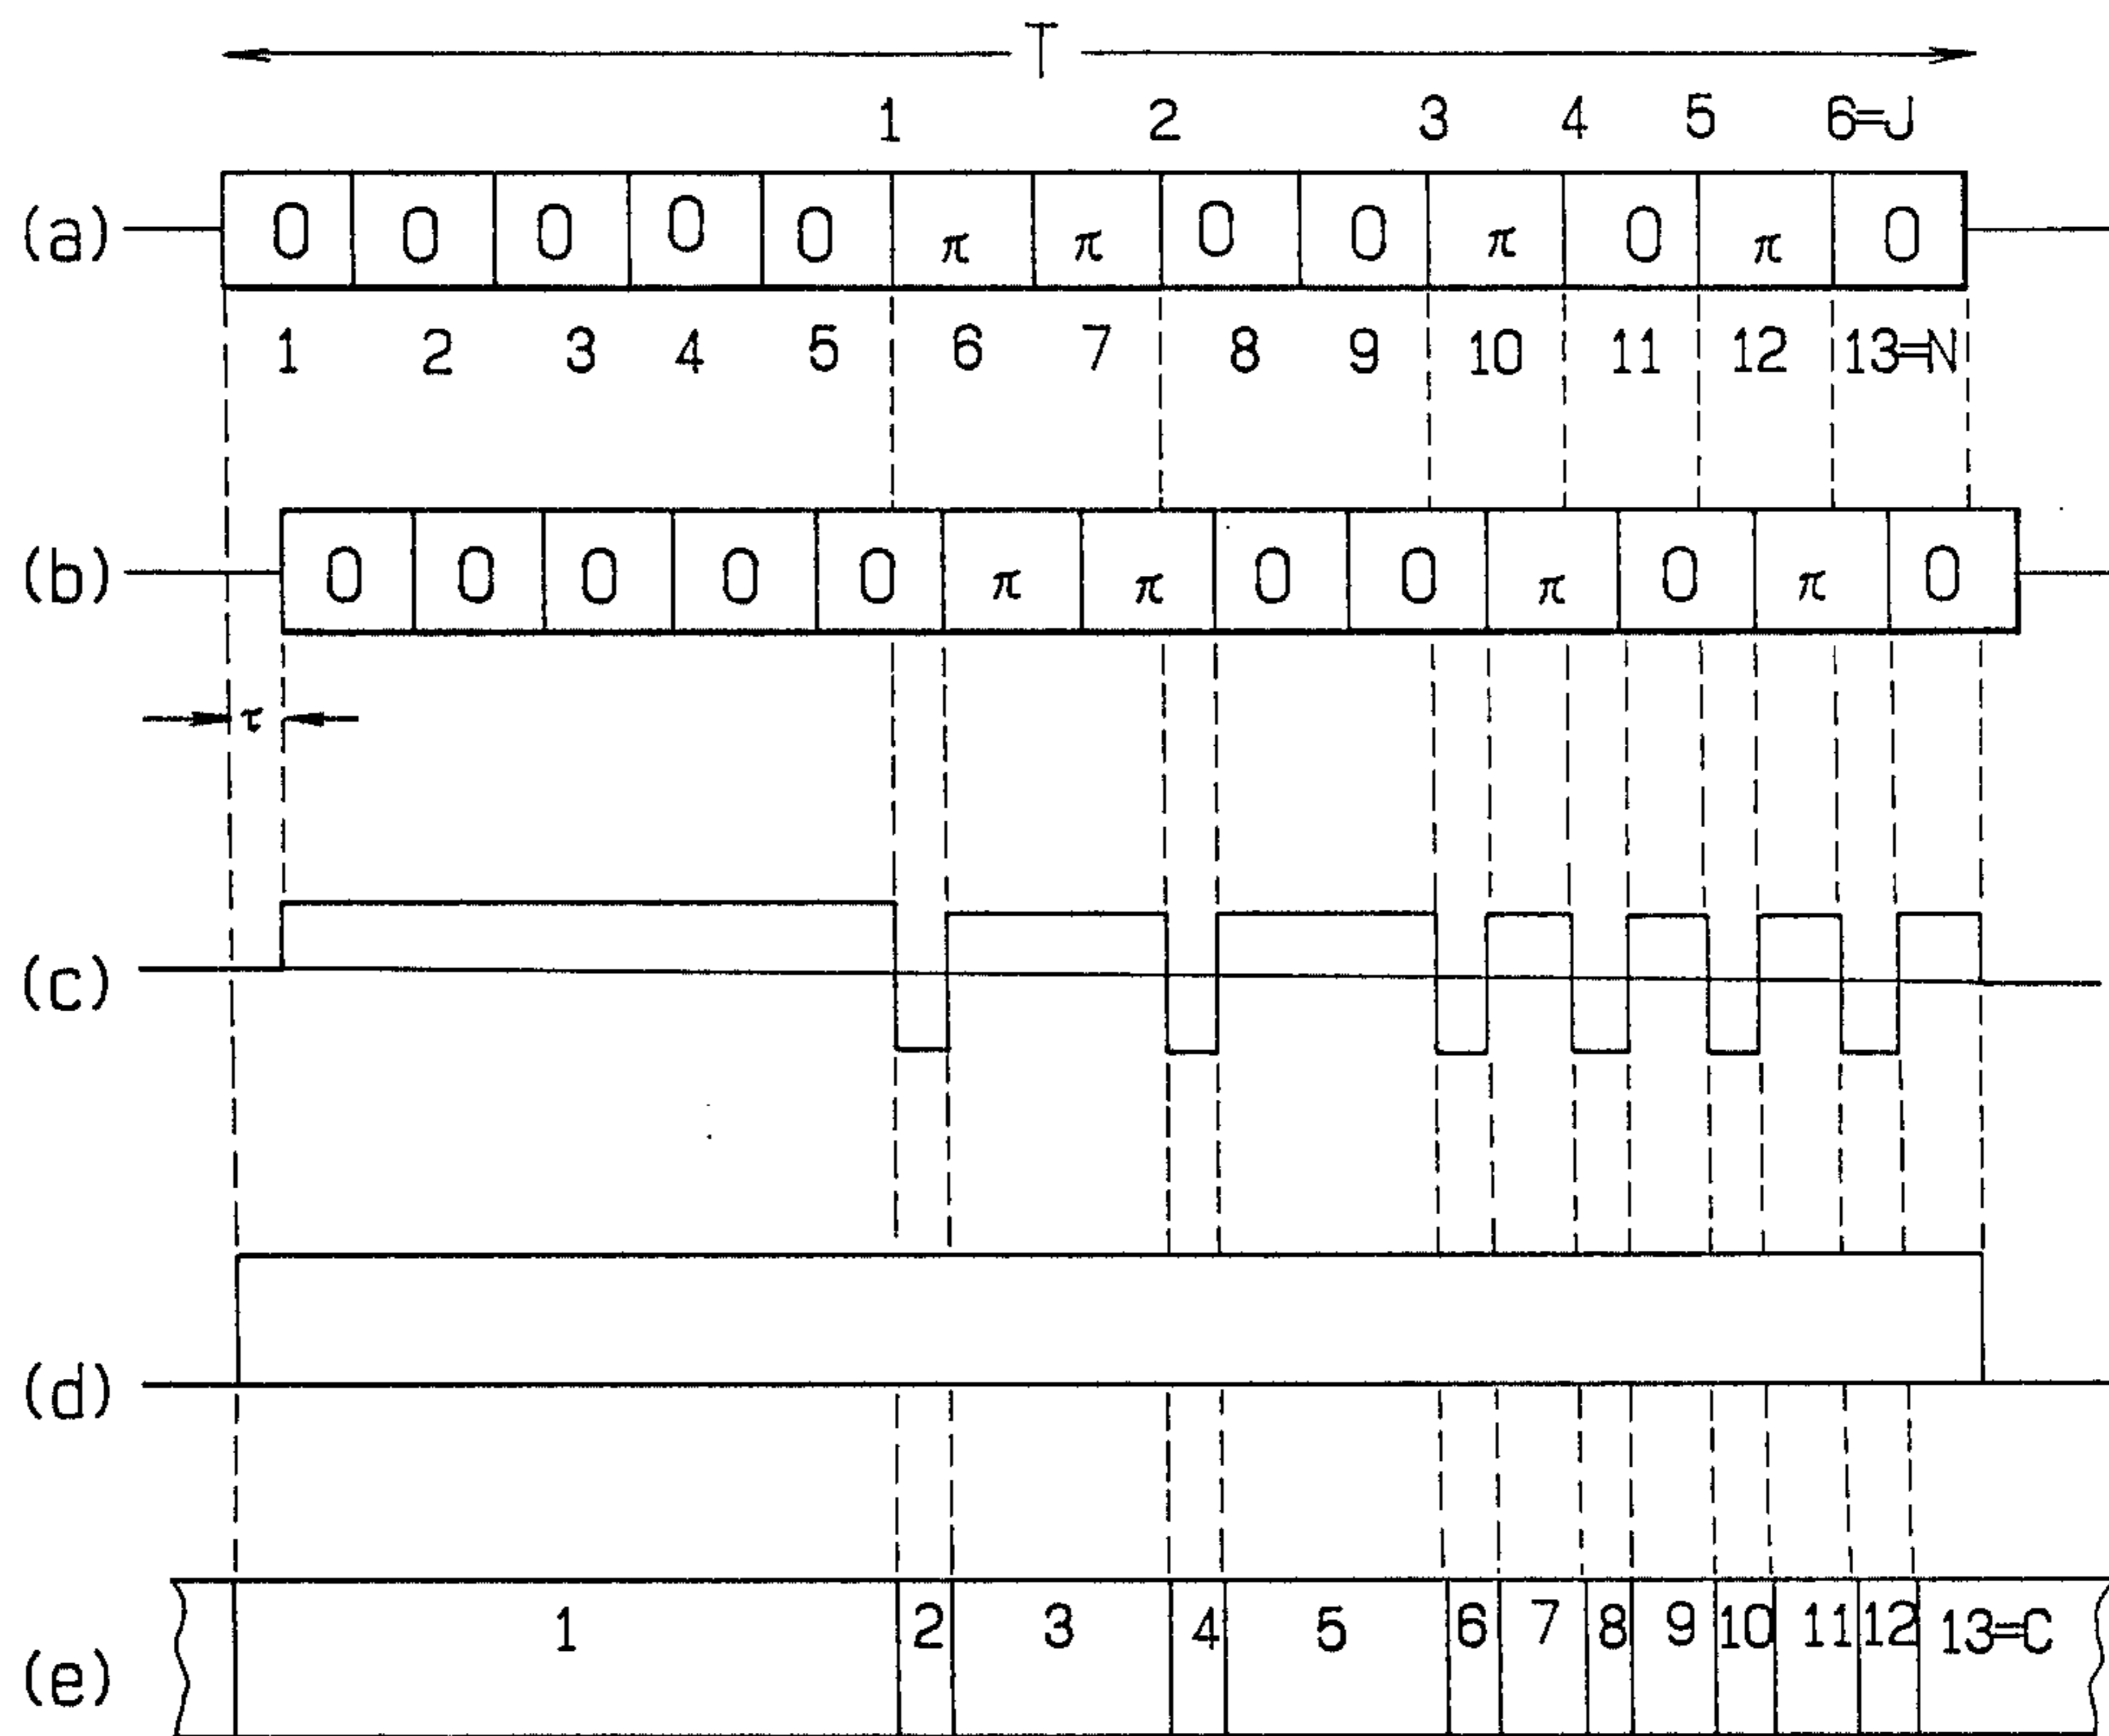 T
1 2 3 4 5 6=J
(a) 0 0 0 0 0 π π 0 0 π 0 π 0
1 2 3 4 5 6 7 8 9 10 11 12 13=N
(b) 0 0 0 0 0 π π 0 0 π 0 π 0
τ
(c)
(d)
(e) 1 2 3 4 5 6 7 8 9 10 11 12 13=C